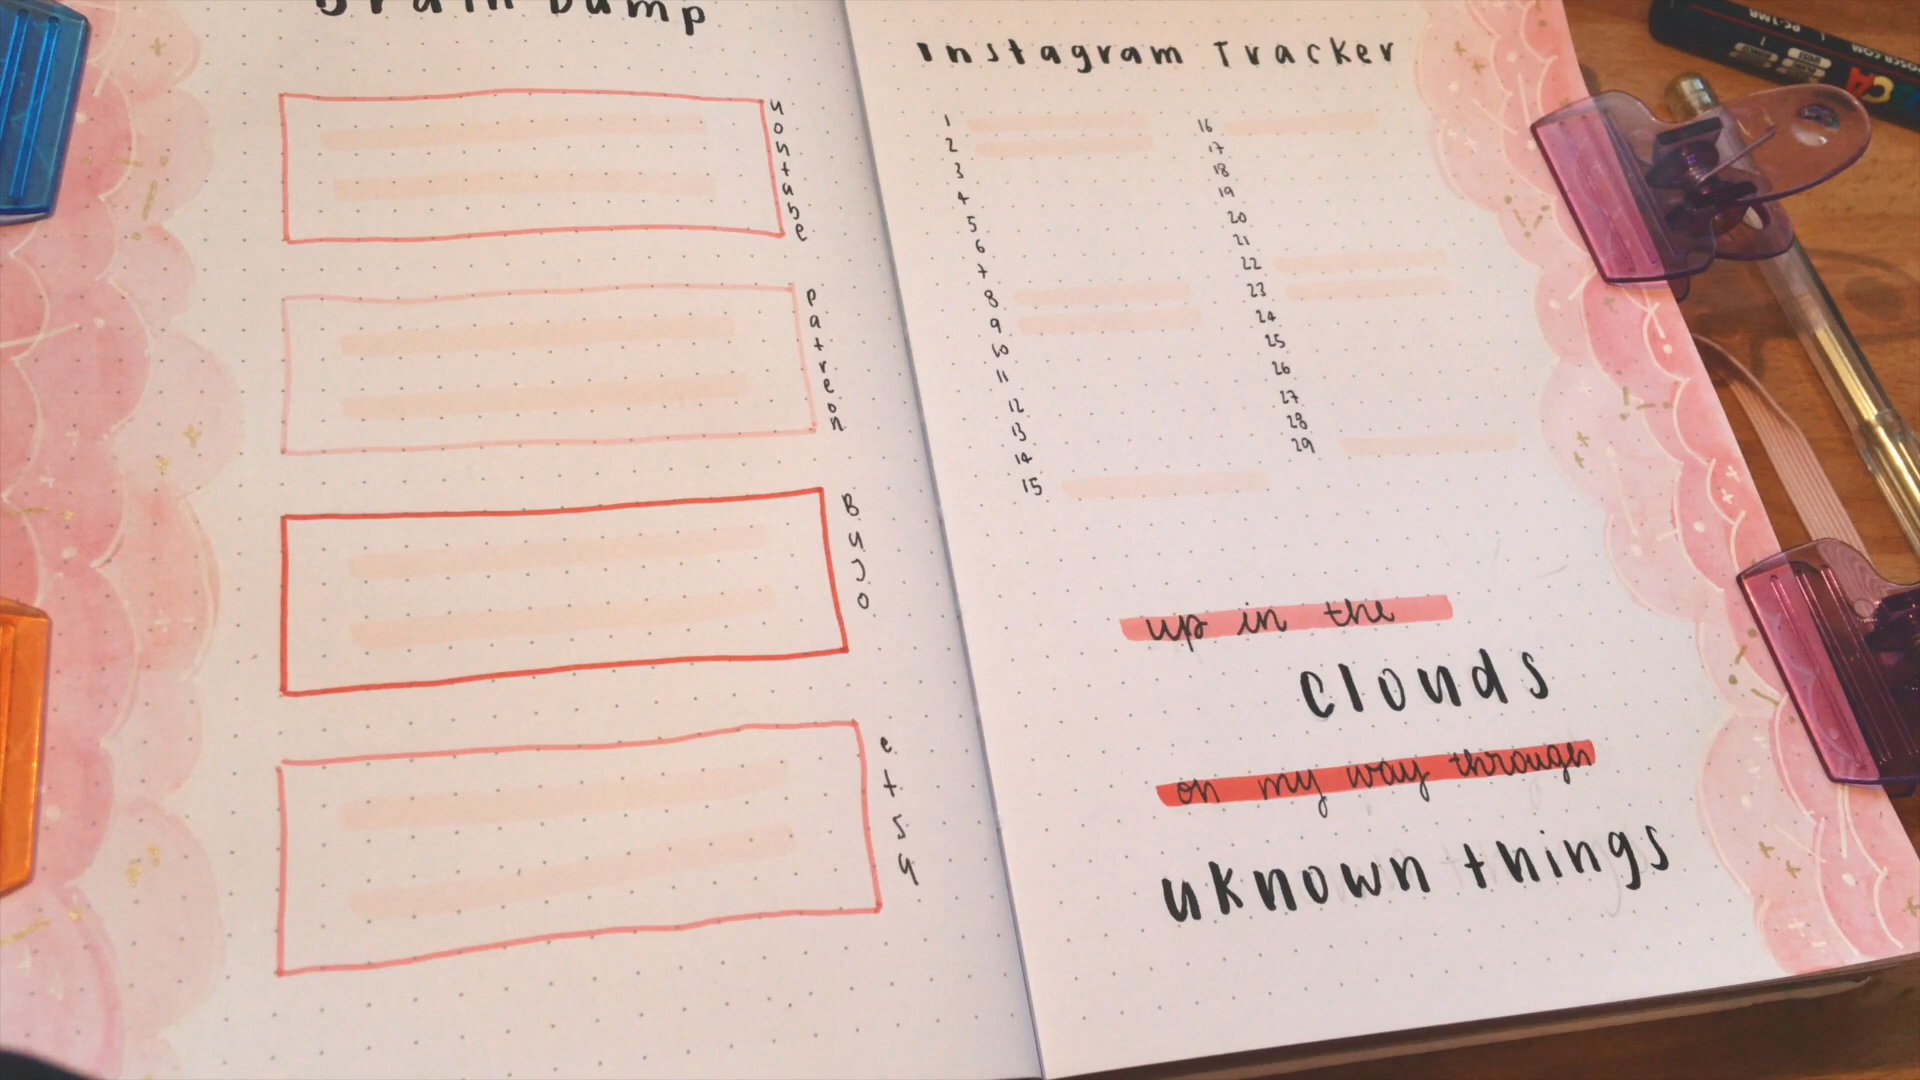 Brain Dump
youtube
patreon
BUJO
etsy
Instagram Tracker
1
2
3
4
5
6
7
8
9
10
11
12
13
14
15
16
17
18
19
20
21
22
23
24
25
26
27
28
29
up in the
clouds
on my way through
uknown things
PC-1MR